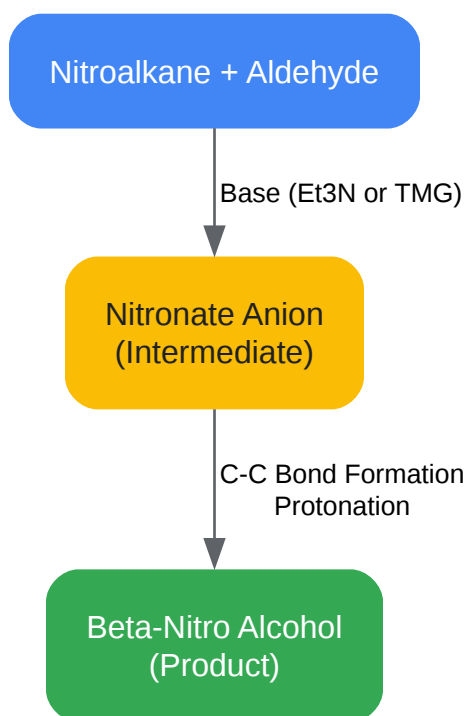 Nitroalkane + Aldehyde
Base (Et3N or TMG)
Nitronate Anion
(Intermediate)
C-C Bond Formation
Protonation
Beta-Nitro Alcohol
(Product)